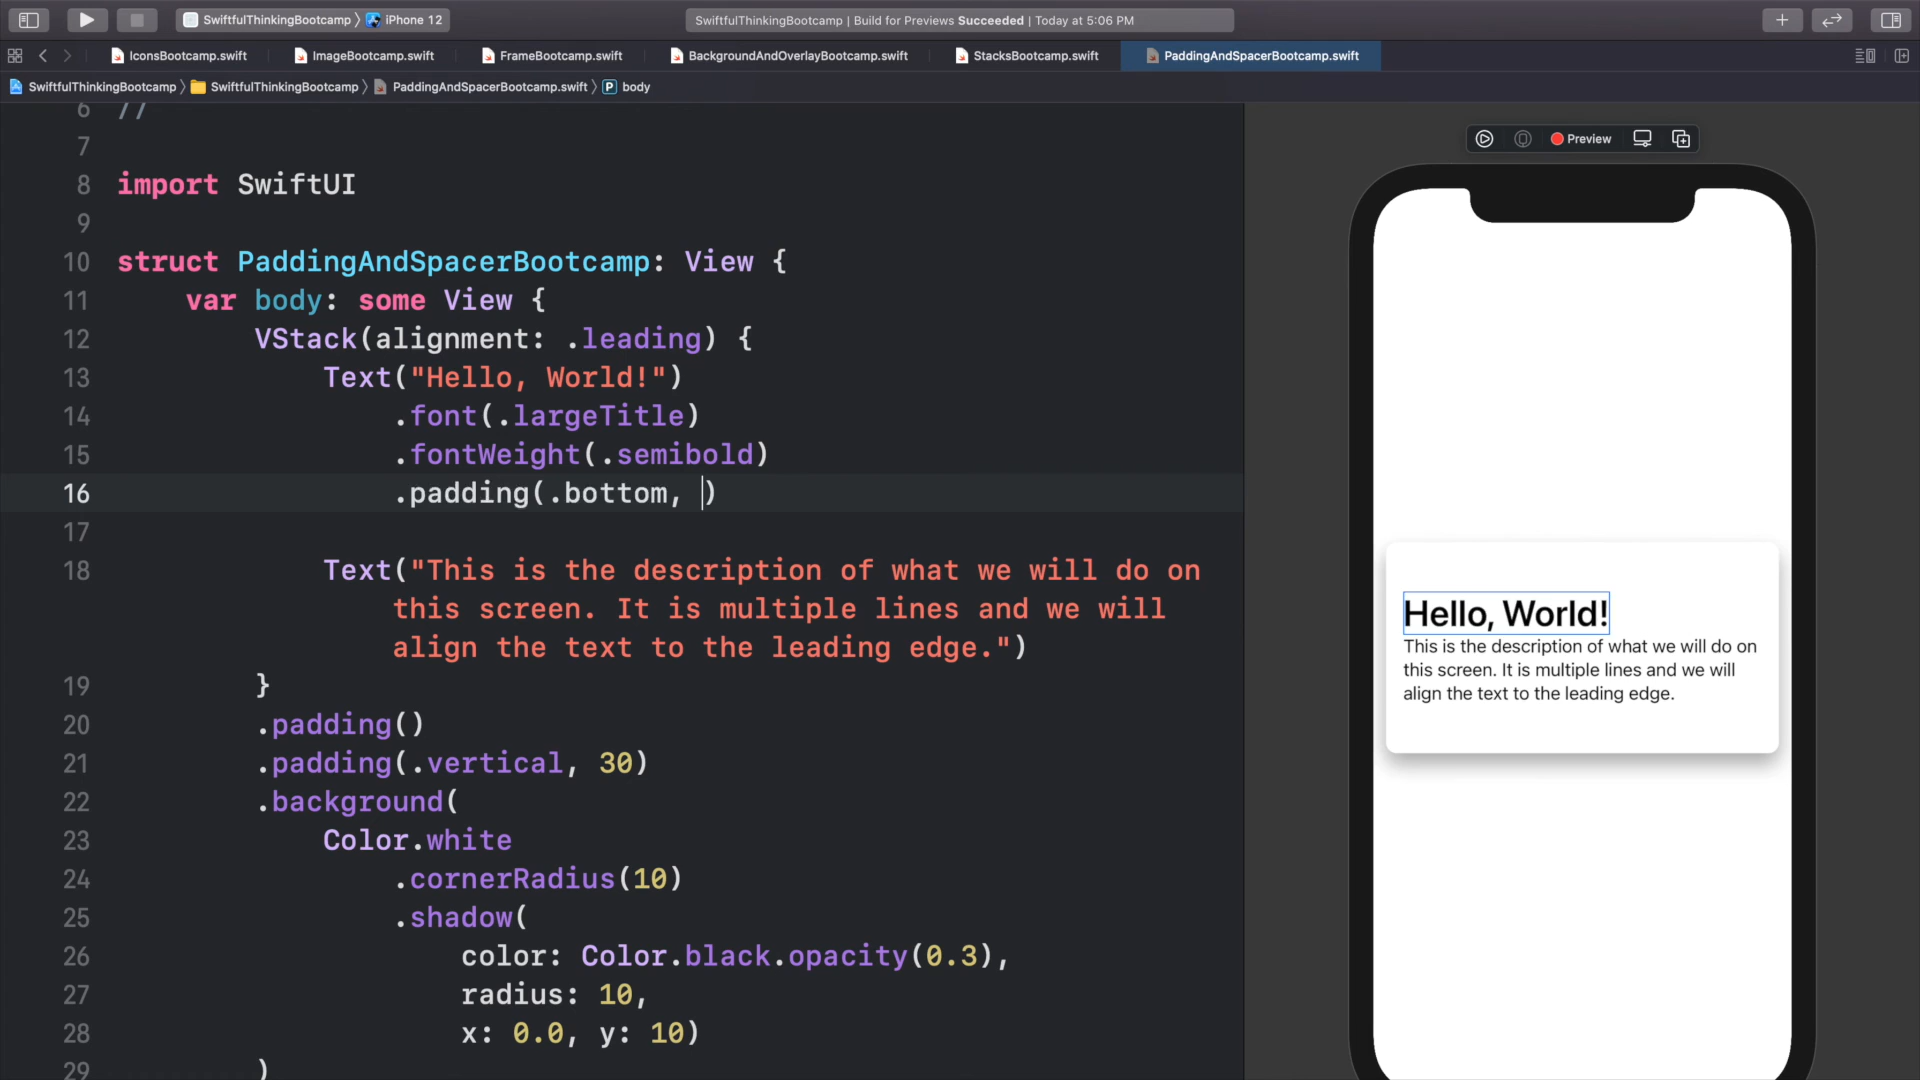 SwiftfulThinkingBootcamp 〉 iPhone 12
SwiftfulThinkingBootcamp | Build for Previews Succeeded | Today at 5:06 PM
IconsBootcamp.swift
ImageBootcamp.swift
FrameBootcamp.swift
BackgroundAndOverlayBootcamp.swift
StacksBootcamp.swift
PaddingAndSpacerBootcamp.swift
SwiftfulThinkingBootcamp 〉 SwiftfulThinkingBootcamp 〉 PaddingAndSpacerBootcamp.swift 〉 P body
6 //
7
8 import SwiftUI
9
10 struct PaddingAndSpacerBootcamp: View {
11 var body: some View {
12 VStack(alignment: .leading) {
13 Text("Hello, World!")
14 .font(.largeTitle)
15 .fontWeight(.semibold)
16 .padding(.bottom, )
17
18 Text("This is the description of what we will do on
this screen. It is multiple lines and we will
align the text to the leading edge.")
19 }
20 .padding()
21 .padding(.vertical, 30)
22 .background(
23 Color.white
24 .cornerRadius(10)
25 .shadow(
26 color: Color.black.opacity(0.3),
27 radius: 10,
28 x: 0.0, y: 10)
29 )
Preview
Hello, World!
This is the description of what we will do on
this screen. It is multiple lines and we will
align the text to the leading edge.